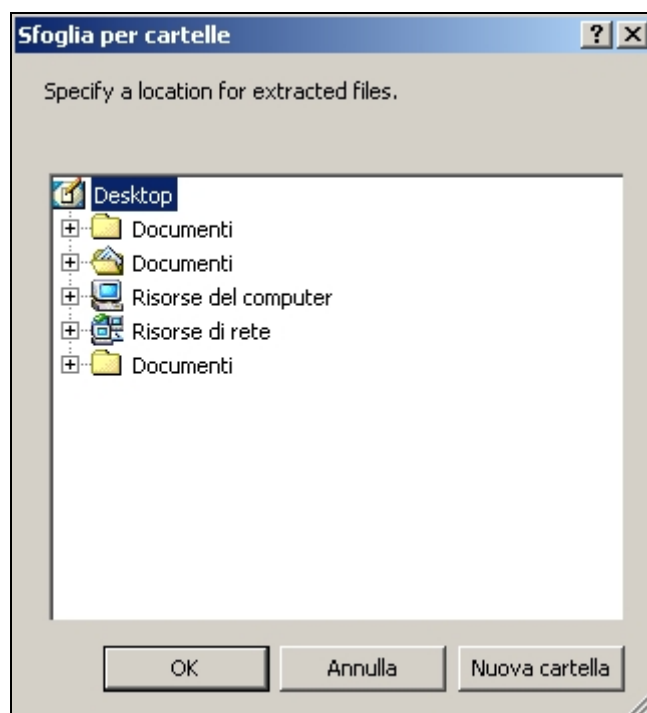 Sfoglia per cartelle
Specify a location for extracted files.
Desktop
Documenti
Documenti
Risorse del computer
Risorse di rete
Documenti
OK Annulla Nuova cartella